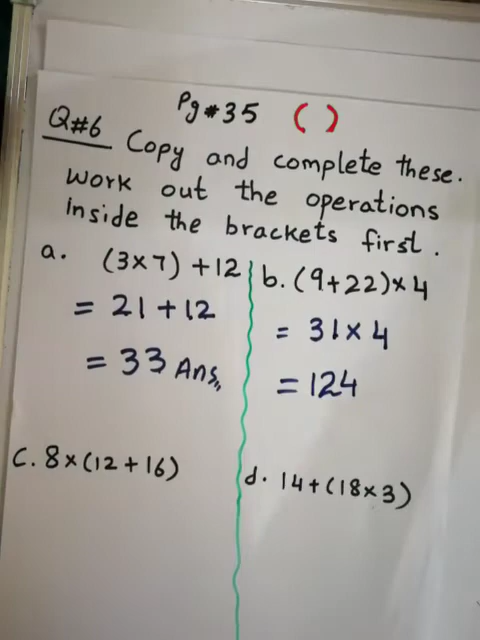 Pg#35 ( )
Q#6 Copy and complete these.
Work out the operations
inside the brackets first.
a. (3×7) +12
= 21 +12
= 33 Ans,,
b. (9+22)×4
= 31×4
= 124
C. 8×(12+16)
d. 14+(18×3)